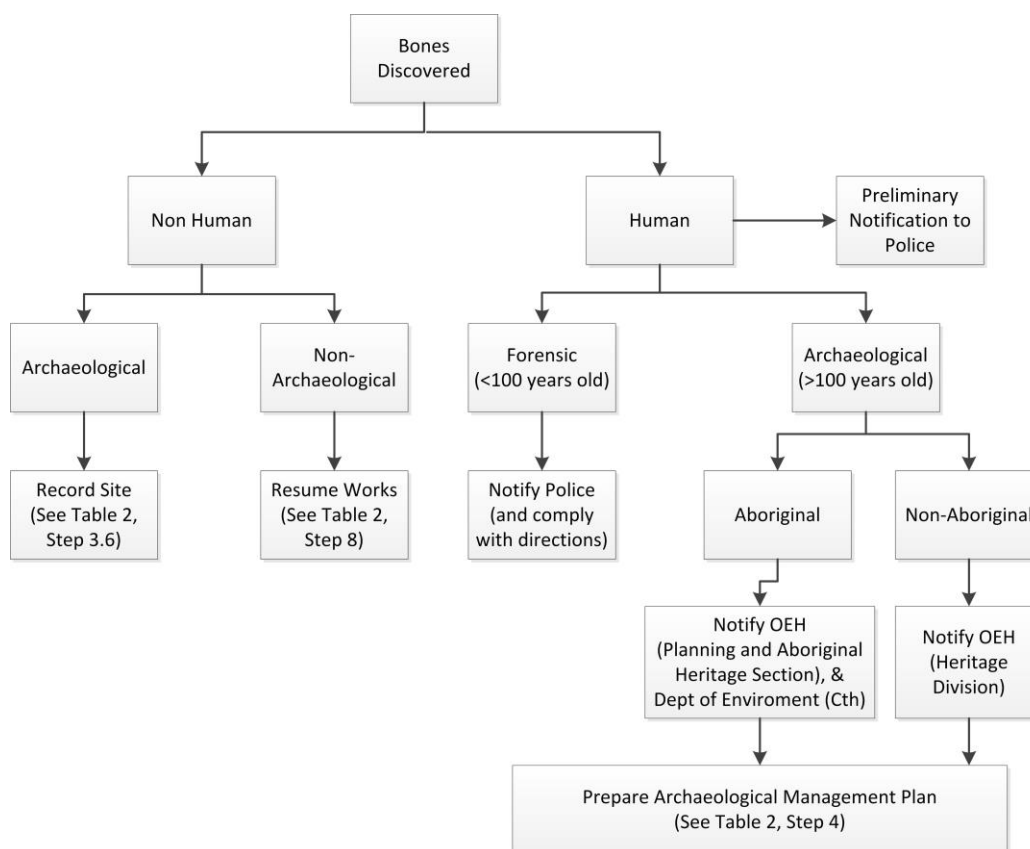 Bones
Discovered
Non Human
Human
Preliminary
Notification to
Police
Archaeological
Non-
Archaeological
Forensic
(<100 years old)
Archaeological
(>100 years old)
Record Site
(See Table 2,
Step 3.6)
Resume Works
(See Table 2,
Step 8)
Notify Police
(and comply
with directions)
Aboriginal
Non-Aboriginal
Notify OEH
(Planning and Aboriginal
Heritage Section), &
Dept of Enviroment (Cth)
Notify OEH
(Heritage
Division)
Prepare Archaeological Management Plan
(See Table 2, Step 4)